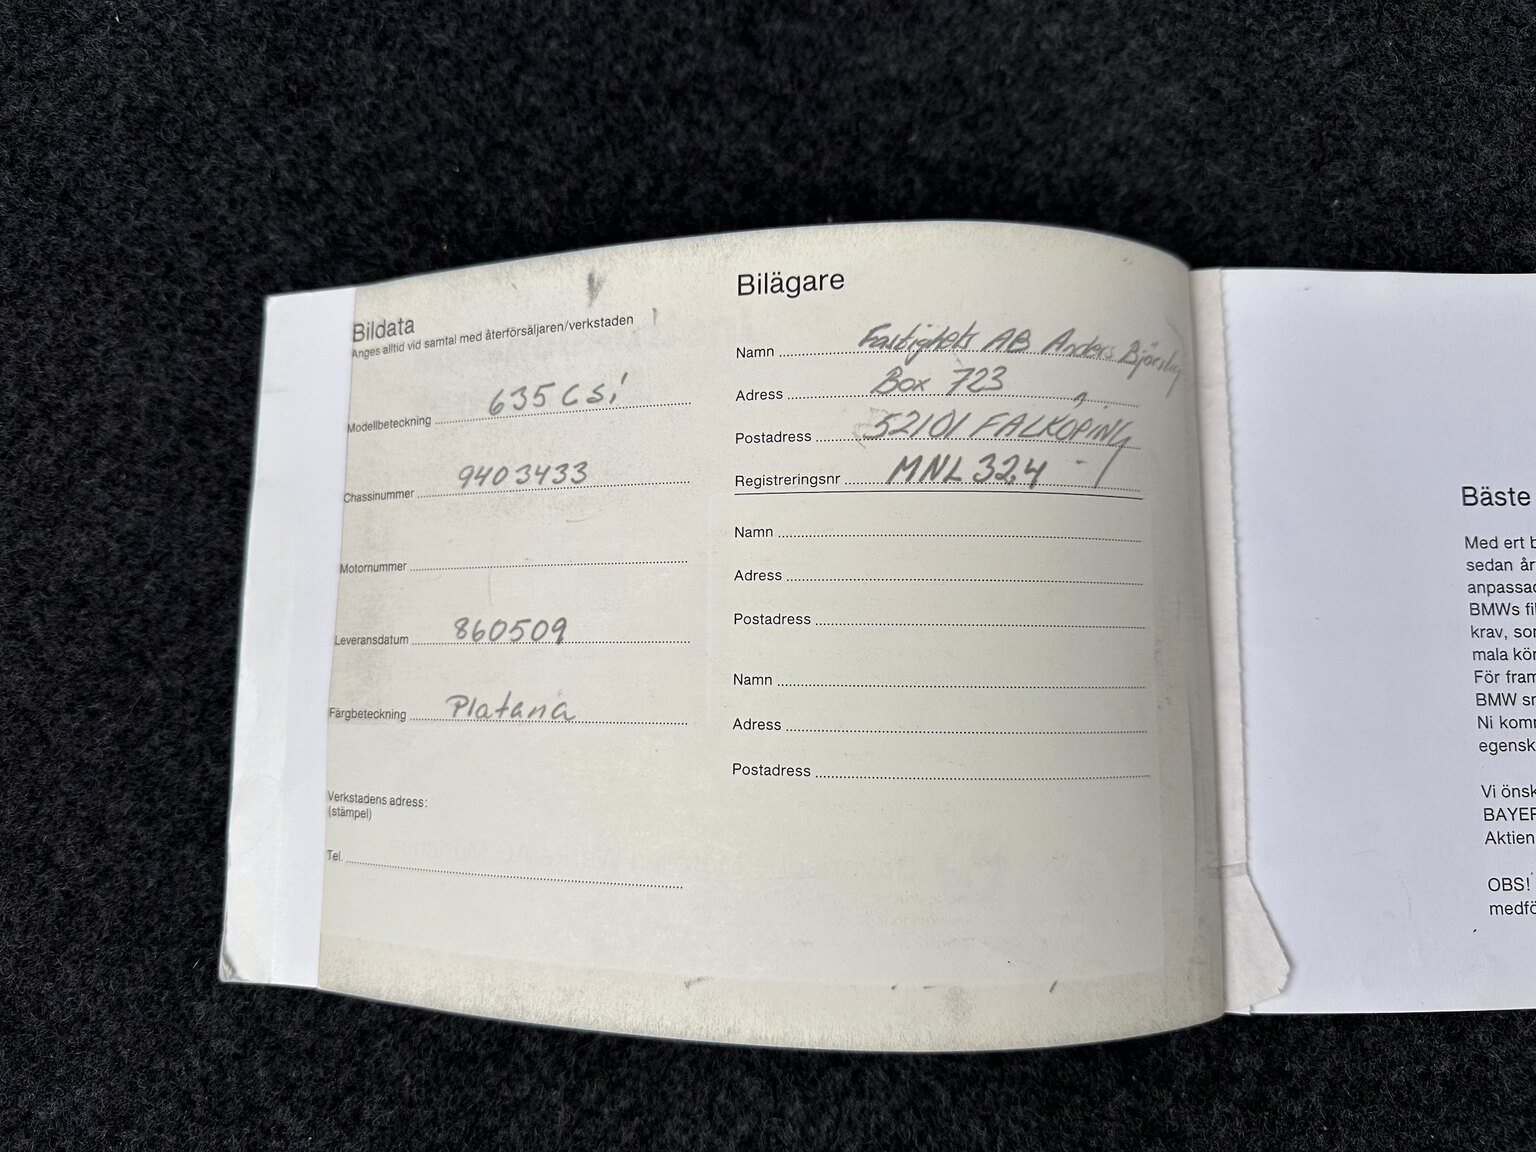 Bildata
Anges alltid vid samtal med återförsäljaren/verkstaden
Modellbeteckning 635 CSi
Chassinummer 9403433
Motornummer
Leveransdatum 860509
Färgbeteckning Platana
Verkstadens adress:
(stämpel)
Tel.
Bilägare
Namn Fastighets AB Anders
Adress Box 723
Postadress 52101 FALKÖPING
Registreringsnr MNL 324
Namn
Adress
Postadress
Namn
Adress
Postadress
Bäste
Med ert b
sedan år
anpassad
BMWs
krav, so
mala kör
För fram
BMW
Ni kom
egensk
Vi önsk
BAYER
Aktien
OBS!
medfö